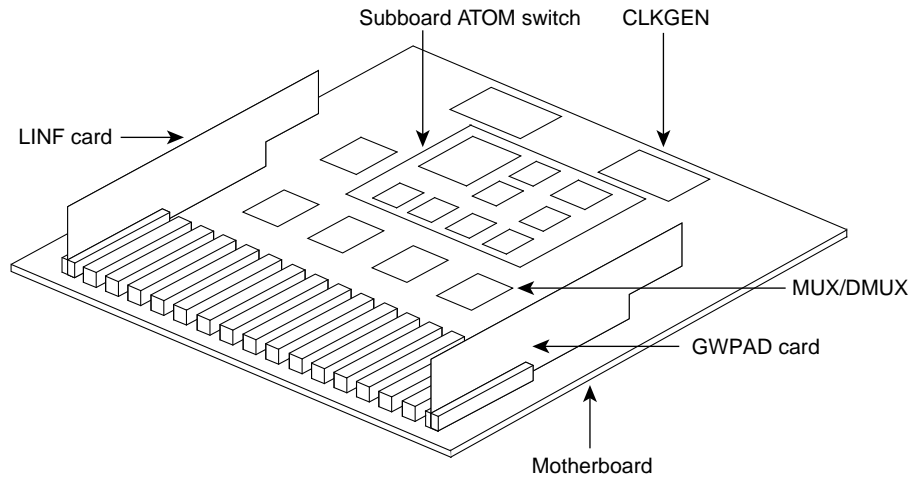 Subboard ATOM switch
CLKGEN
LINF card
MUX/DMUX
GWPAD card
Motherboard